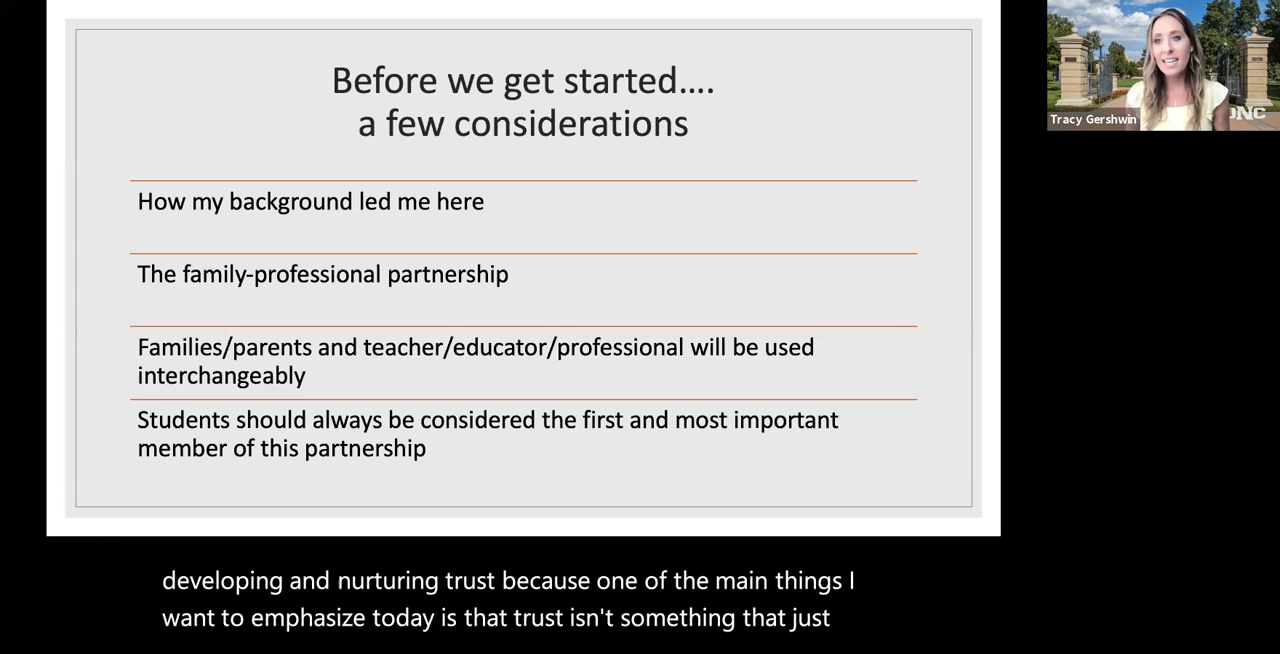 Before we get started....
a few considerations
How my background led me here
The family-professional partnership
Families/parents and teacher/educator/professional will be used
interchangeably
Students should always be considered the first and most important
member of this partnership
Tracy Gershwin
developing and nurturing trust because one of the main things I
want to emphasize today is that trust isn't something that just